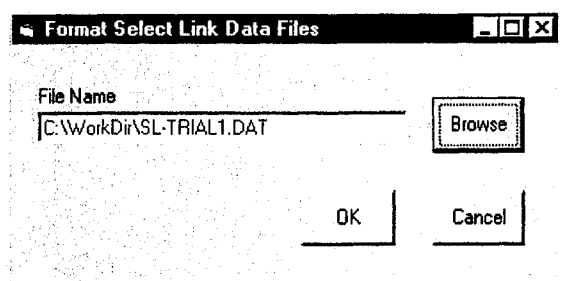 Format Select Link Data Files
File Name
C:\WorkDir\SL-TRIAL1.DAT
Browse
OK
Cancel